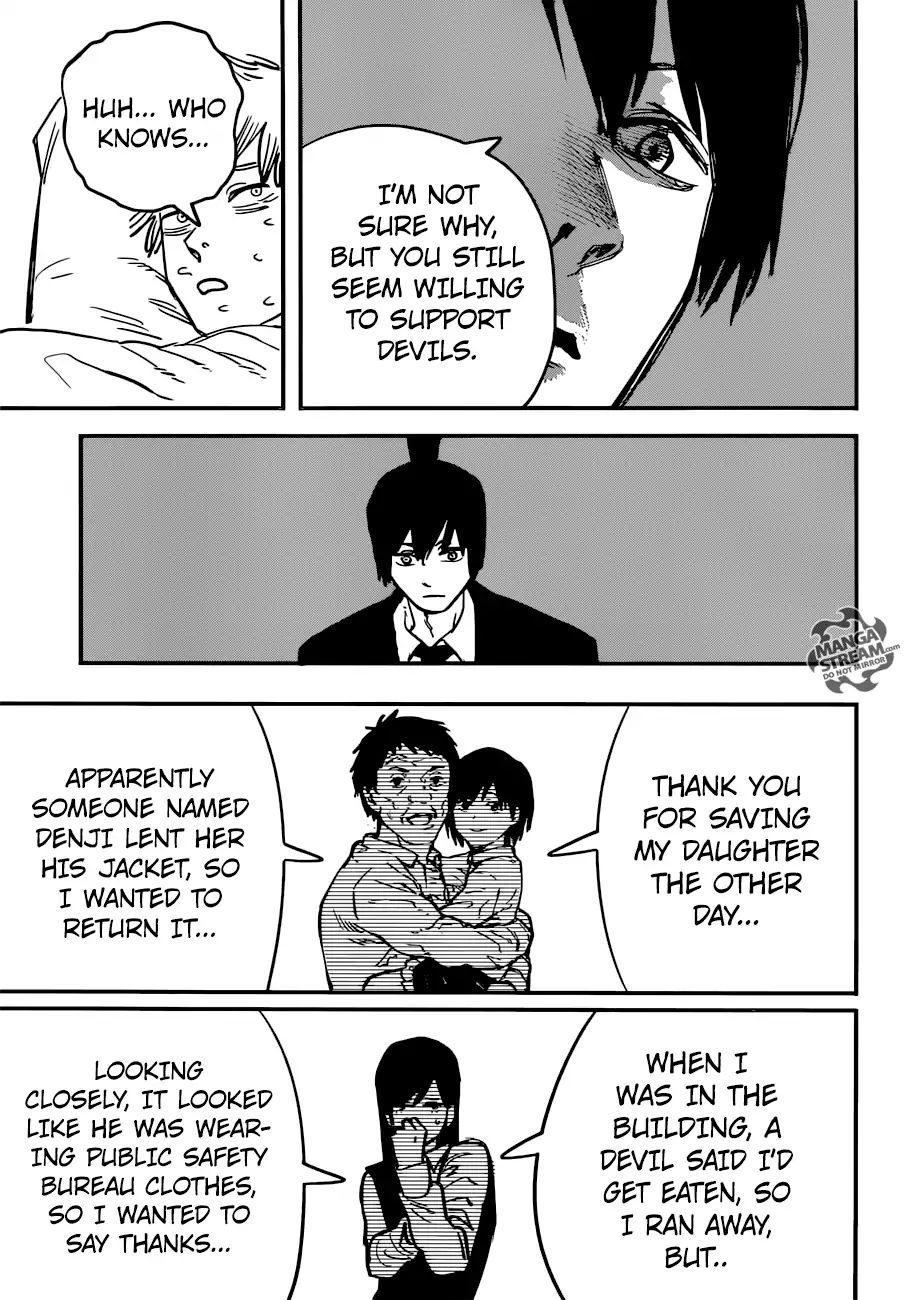 I'M NOT
SURE WHY,
BUT YOU STILL
SEEM WILLING
TO SUPPORT
DEVILS.
HUH... WHO
KNOWS...
MANGA
STREAM.com
DO NOT MIRROR
THANK YOU
FOR SAVING
MY DAUGHTER
THE OTHER
DAY...
APPARENTLY
SOMEONE NAMED
DENJI LENT HER
HIS JACKET, SO
I WANTED TO
RETURN IT...
WHEN I
WAS IN THE
BUILDING, A
DEVIL SAID I'D
GET EATEN, SO
I RAN AWAY,
BUT..
LOOKING
CLOSELY, IT LOOKED
LIKE HE WAS WEAR-
ING PUBLIC SAFETY
BUREAU CLOTHES,
SO I WANTED TO
SAY THANKS...